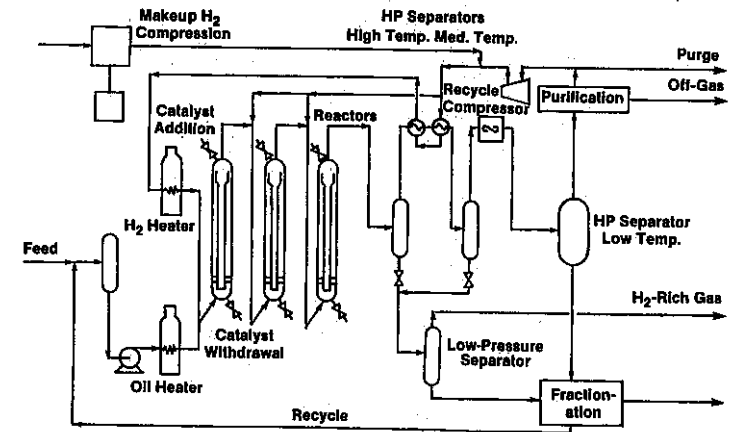 Makeup H2
Compression
HP Separators
High Temp. Med. Temp.
Purge
Off-Gas
Recycle
Compressor
Purification
Catalyst
Addition
Reactors
H2 Heater
HP Separator
Low Temp.
Feed
H2-Rich Gas
Catalyst
Withdrawal
Low-Pressure
Separator
Oil Heater
Fraction-
ation
Recycle